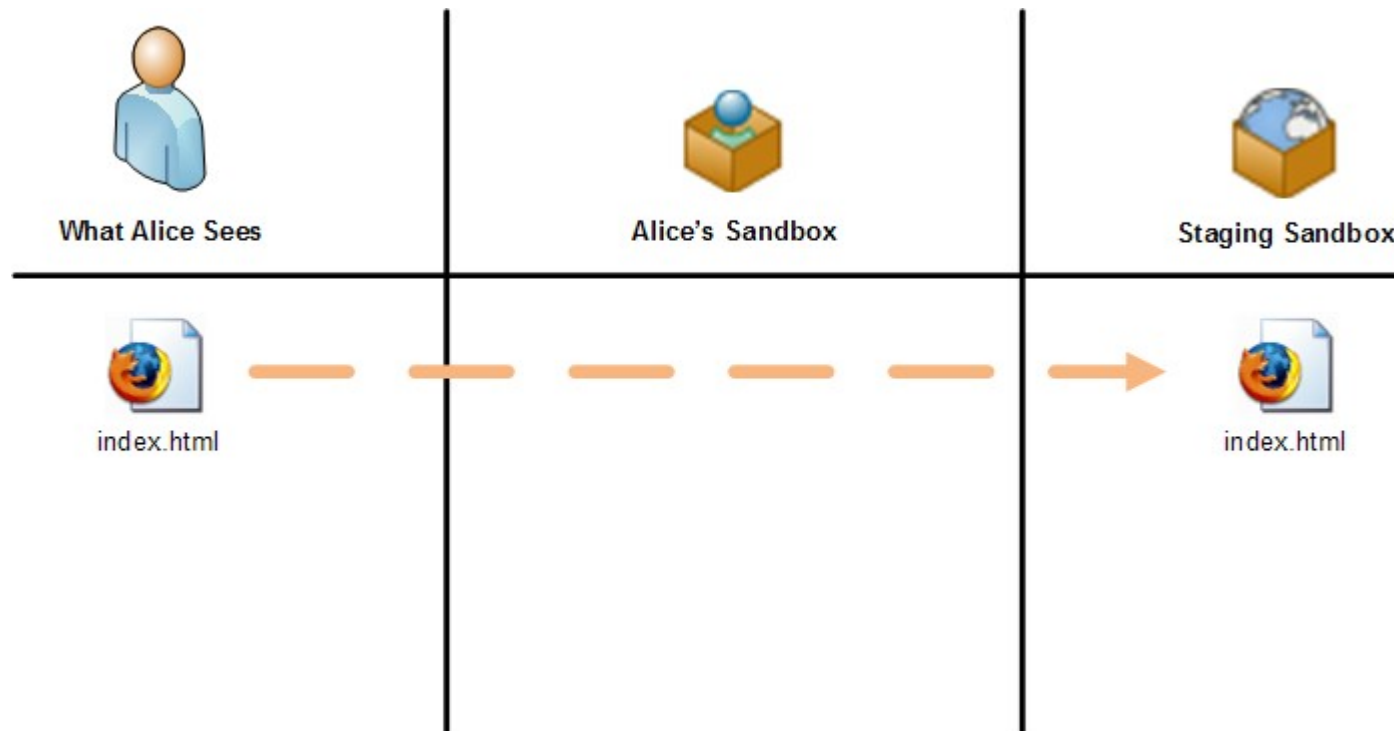 What Alice Sees
Alice's Sandbox
Staging Sandbox
index.html
index.html